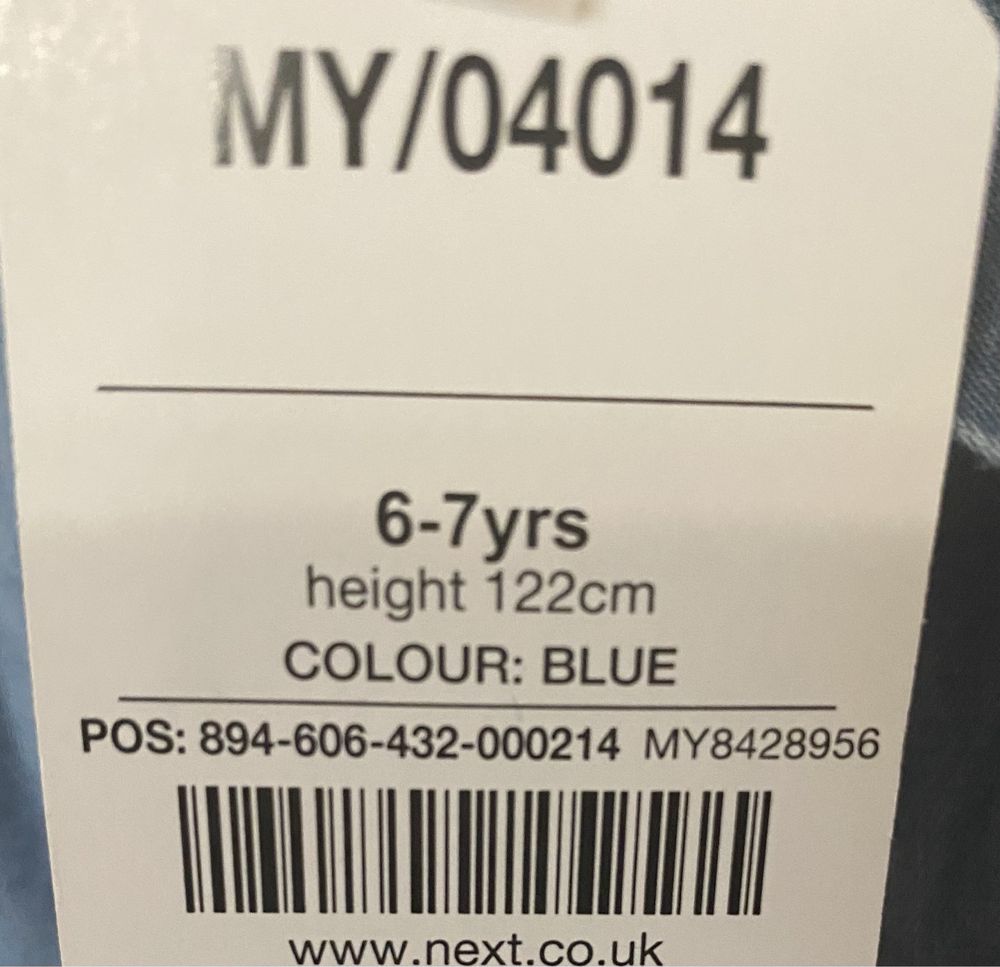 MY/04014
6-7yrs
height 122cm
COLOUR: BLUE
POS: 894-606-432-000214 MY8428956
www.next.co.uk